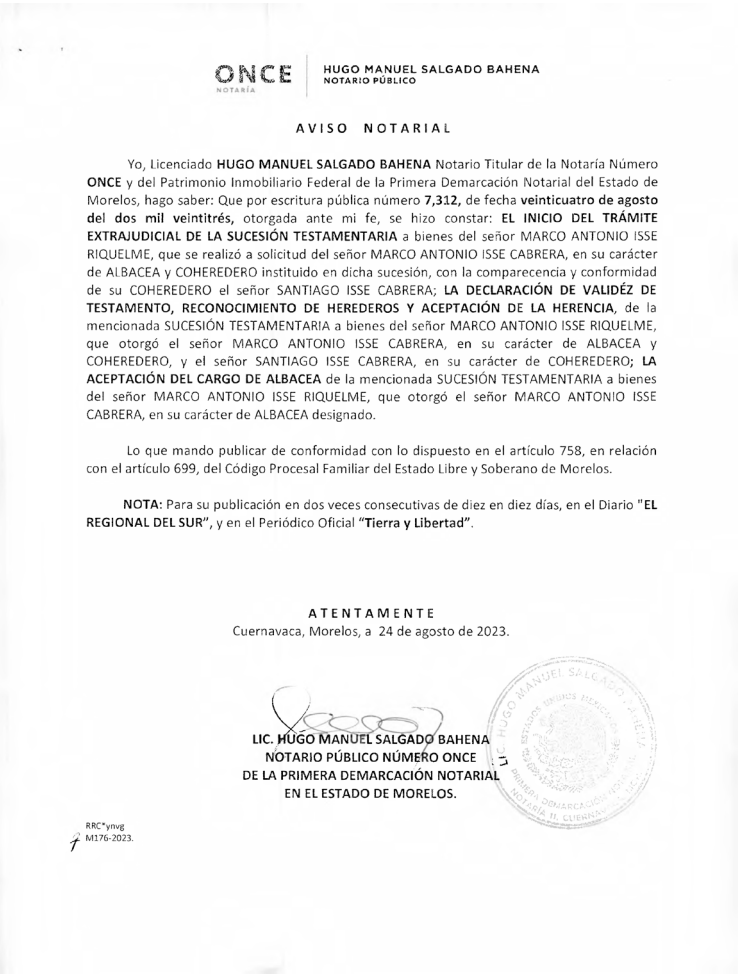 ONCE
NOTARÍA
HUGO MANUEL SALGADO BAHENA
NOTARIO PÚBLICO
AVISO NOTARIAL
Yo, Licenciado HUGO MANUEL SALGADO BAHENA Notario Titular de la Notaría Número
ONCE y del Patrimonio Inmobiliario Federal de la Primera Demarcación Notarial del Estado de
Morelos, hago saber: Que por escritura pública número 7,312, de fecha veinticuatro de agosto
del dos mil veintitrés, otorgada ante mi fe, se hizo constar: EL INICIO DEL TRÁMITE
EXTRAJUDICIAL DE LA SUCESIÓN TESTAMENTARIA a bienes del señor MARCO ANTONIO ISSE
RIQUELME, que se realizó a solicitud del señor MARCO ANTONIO ISSE CABRERA, en su carácter
de ALBACEA y COHEREDERO instituido en dicha sucesión, con la comparecencia y conformidad
de su COHEREDERO el señor SANTIAGO ISSE CABRERA; LA DECLARACIÓN DE VALIDÉZ DE
TESTAMENTO, RECONOCIMIENTO DE HEREDEROS Y ACEPTACIÓN DE LA HERENCIA, de la
mencionada SUCESIÓN TESTAMENTARIA a bienes del señor MARCO ANTONIO ISSE RIQUELME,
que otorgó el señor MARCO ANTONIO ISSE CABRERA, en su carácter de ALBACEA y
COHEREDERO, y el señor SANTIAGO ISSE CABRERA, en su carácter de COHEREDERO; LA
ACEPTACIÓN DEL CARGO DE ALBACEA de la mencionada SUCESIÓN TESTAMENTARIA a bienes
del señor MARCO ANTONIO ISSE RIQUELME, que otorgó el señor MARCO ANTONIO ISSE
CABRERA, en su carácter de ALBACEA designado.
Lo que mando publicar de conformidad con lo dispuesto en el artículo 758, en relación
con el artículo 699, del Código Procesal Familiar del Estado Libre y Soberano de Morelos.
NOTA: Para su publicación en dos veces consecutivas de diez en diez días, en el Diario "EL
REGIONAL DEL SUR", y en el Periódico Oficial "Tierra y Libertad".
ATENTAMENTE
Cuernavaca, Morelos, a 24 de agosto de 2023.
LIC. HUGO MANUEL SALGADO BAHENA
NOTARIO PÚBLICO NÚMERO ONCE
DE LA PRIMERA DEMARCACIÓN NOTARIAL
EN EL ESTADO DE MORELOS.
LIC. HUGO MANUEL SALGADO BAHENA
ESTADOS UNIDOS MEXICANOS
PRIMERA DEMARCACIÓN
NOTARÍA 11. CUERNAVACA
RRC*ynvg
M176-2023.